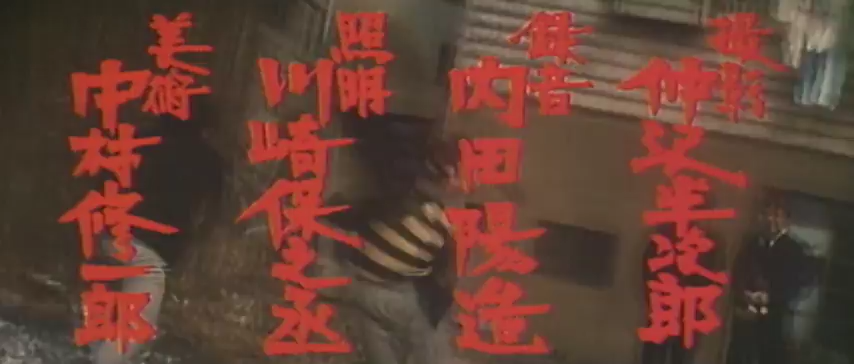 撮影
仲沢半次郎
録音
内田陽造
照明
川崎保之丞
美術
中村修一郎